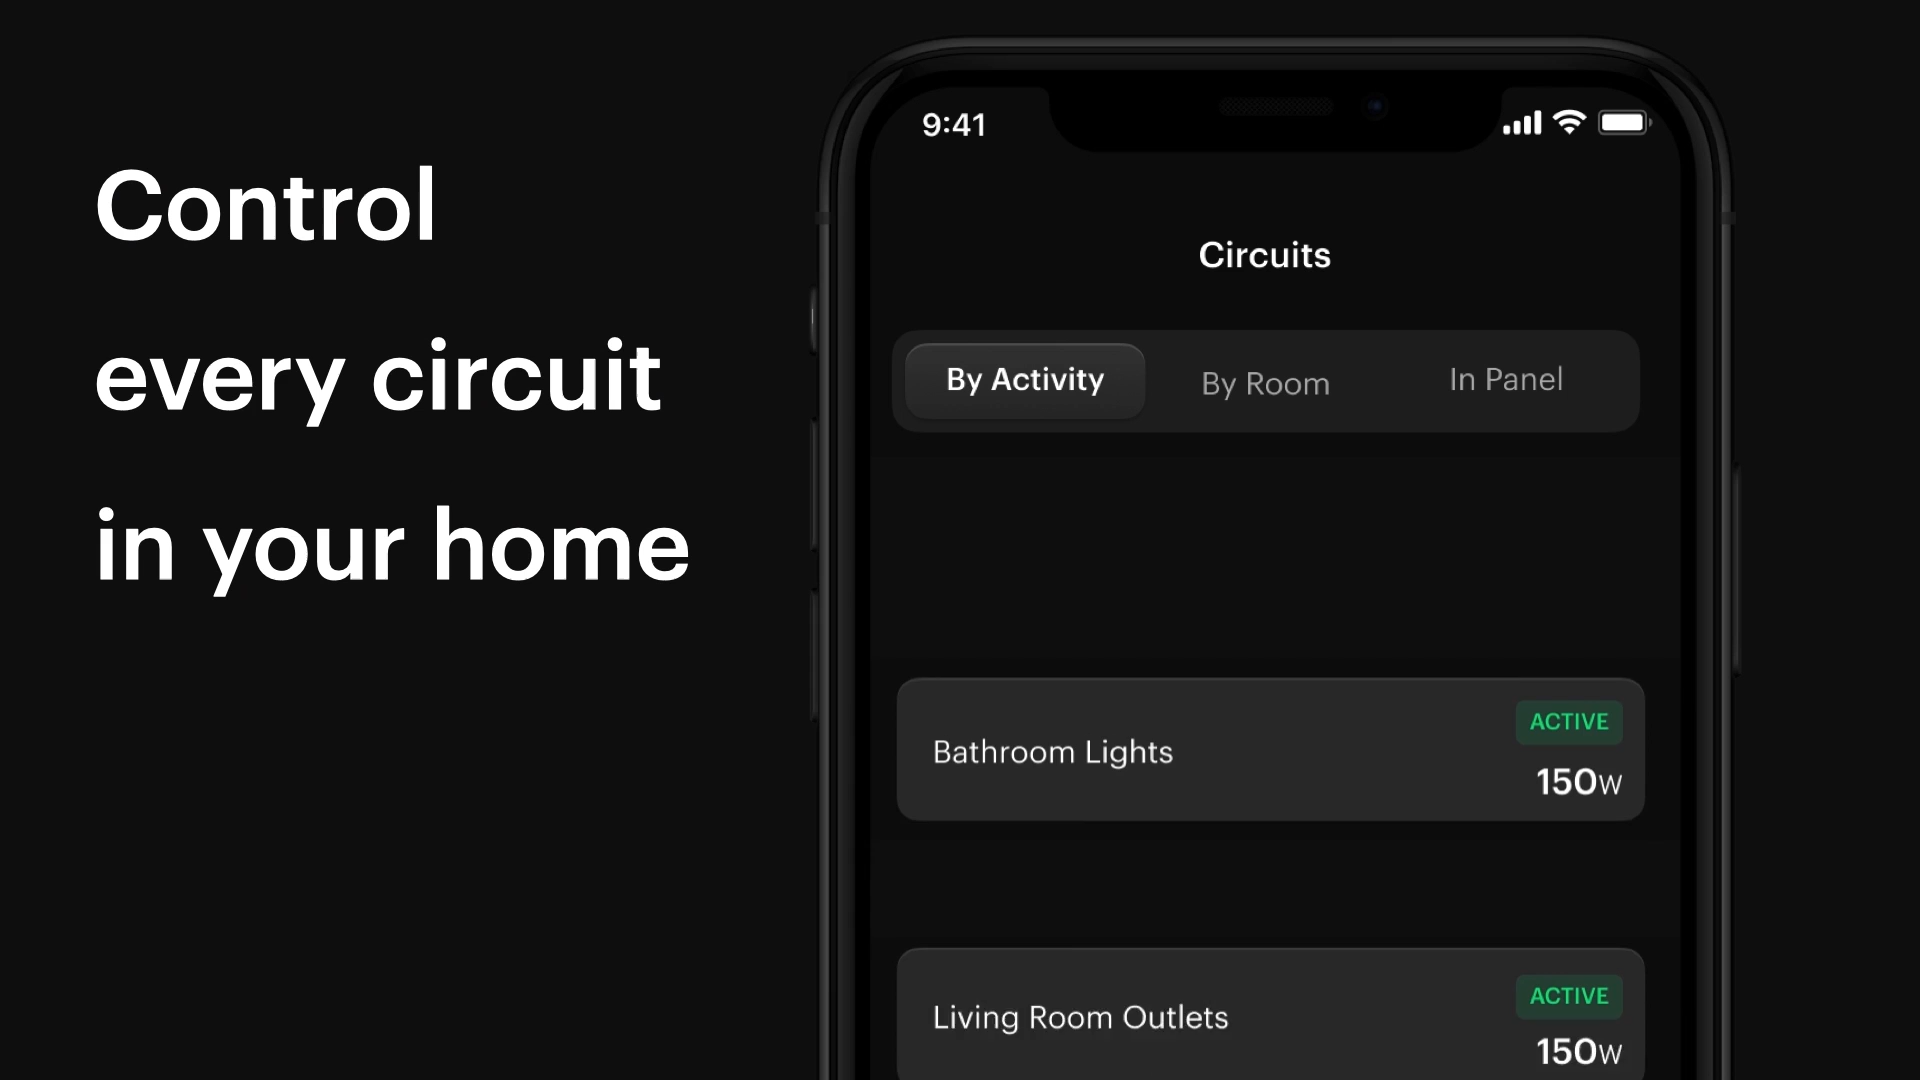 Control
every circuit
in your home
9:41
Circuits
By Activity
By Room
In Panel
Bathroom Lights
ACTIVE
150W
Living Room Outlets
ACTIVE
150W